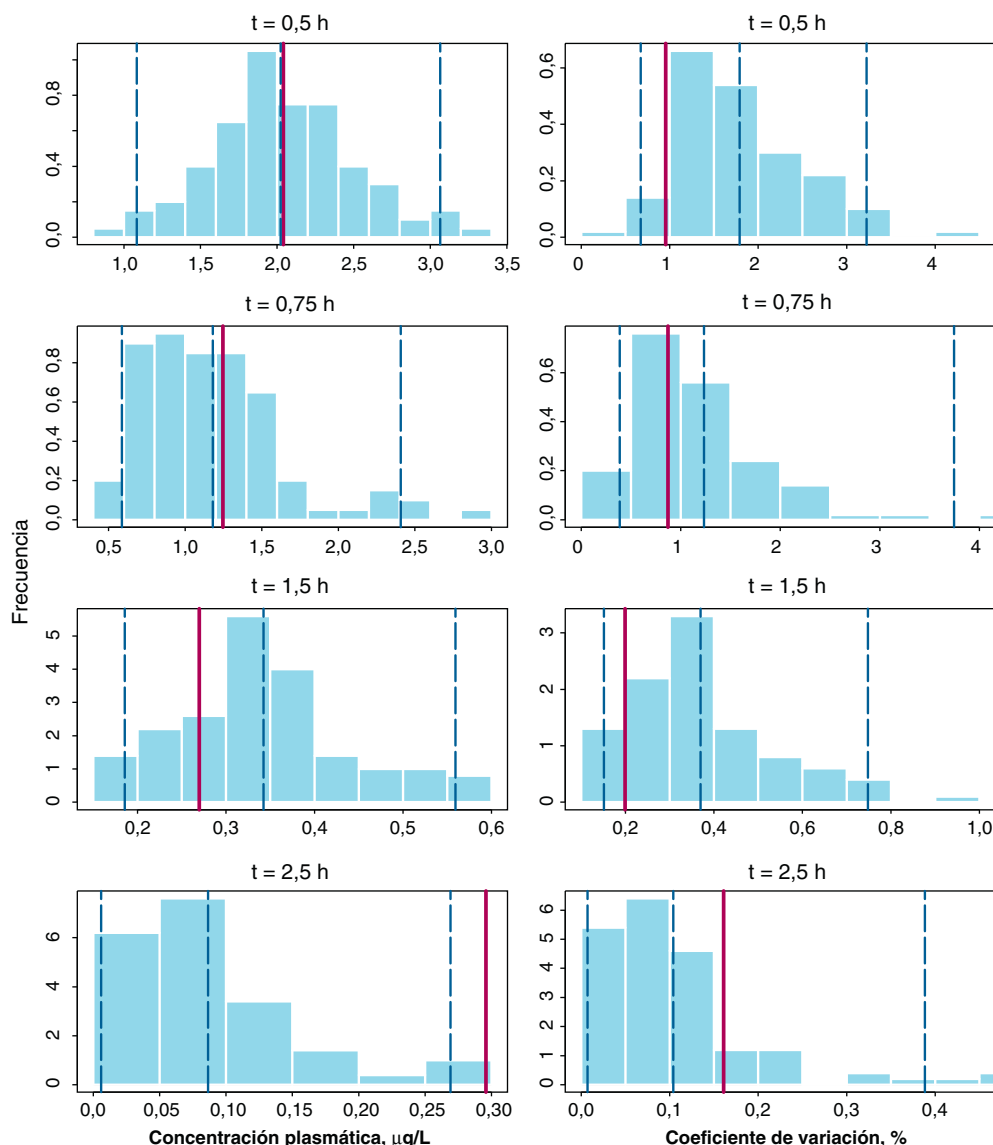 t = 0,5 h
t = 0,5 h
0,8
0,4
0,0
1,0 1,5 2,0 2,5 3,0 3,5
0,6
0,4
0,2
0,0
0 1 2 3 4
t = 0,75 h
t = 0,75 h
0,8
0,6
0,4
0,2
0,0
0,5 1,0 1,5 2,0 2,5 3,0
0,6
0,4
0,2
0,0
0 1 2 3 4
Frecuencia
t = 1,5 h
t = 1,5 h
5
4
3
2
1
0
0,2 0,3 0,4 0,5 0,6
3
2
1
0
0,2 0,4 0,6 0,8 1,0
t = 2,5 h
t = 2,5 h
6
4
2
0
0,0 0,05 0,10 0,15 0,20 0,25 0,30
6
5
4
3
2
1
0
0,0 0,2 0,2 0,3 0,4
Concentración plasmática, μg/L
Coeficiente de variación, %